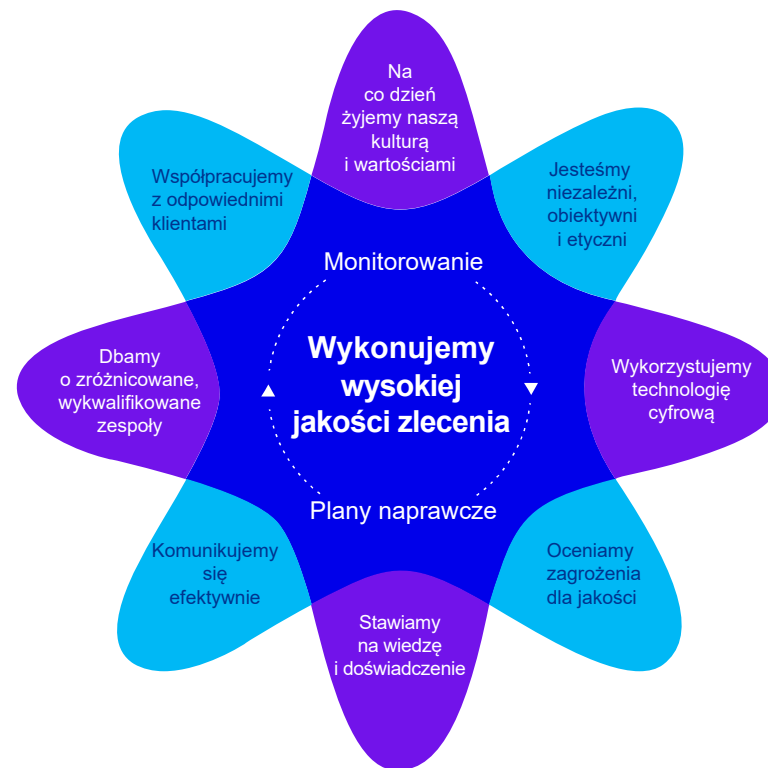 Na
co dzień
żyjemy naszą
kulturą
i wartościami
Współpracujemy
z odpowiednimi
klientami
Jesteśmy
niezależni,
obiektywni
i etyczni
Monitorowanie
Wykonujemy
wysokiej
jakości zlecenia
Dbamy
o zróżnicowane,
wykwalifikowane
zespoły
Wykorzystujemy
technologię
cyfrową
Plany naprawcze
Komunikujemy
się
efektywnie
Oceniamy
zagrożenia
dla jakości
Stawiamy
na wiedzę
i doświadczenie